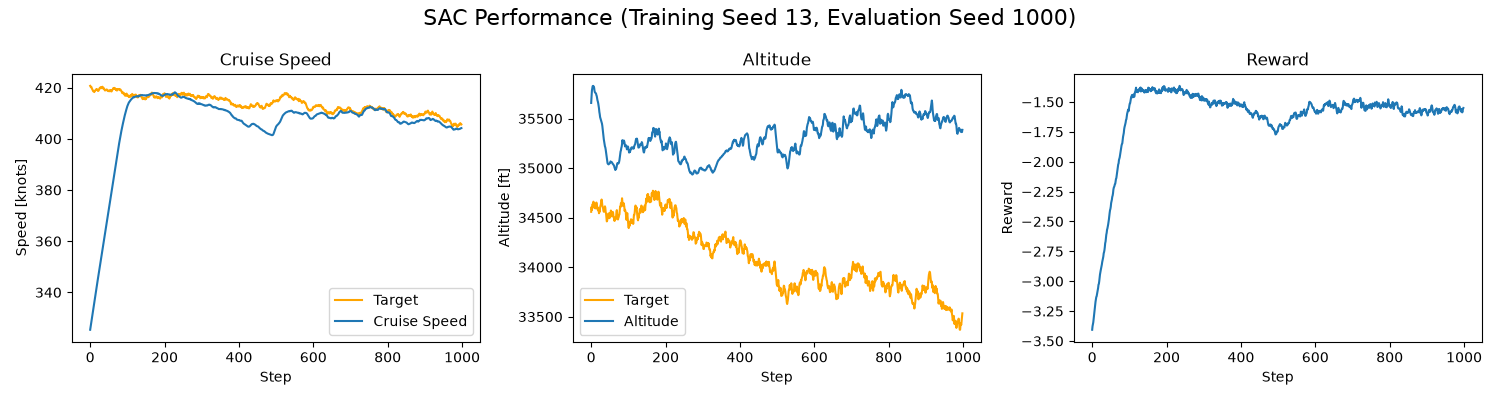 SAC Performance (Training Seed 13, Evaluation Seed 1000)
Cruise Speed
Speed [knots]
420
400
380
360
340
0 200 400 600 800 1000
Step
Target
Cruise Speed
Altitude
Altitude [ft]
35500
35000
34500
34000
33500
0 200 400 600 800 1000
Step
Target
Altitude
Reward
Reward
−1.50
−1.75
−2.00
−2.25
−2.50
−2.75
−3.00
−3.25
−3.50
0 200 400 600 800 1000
Step